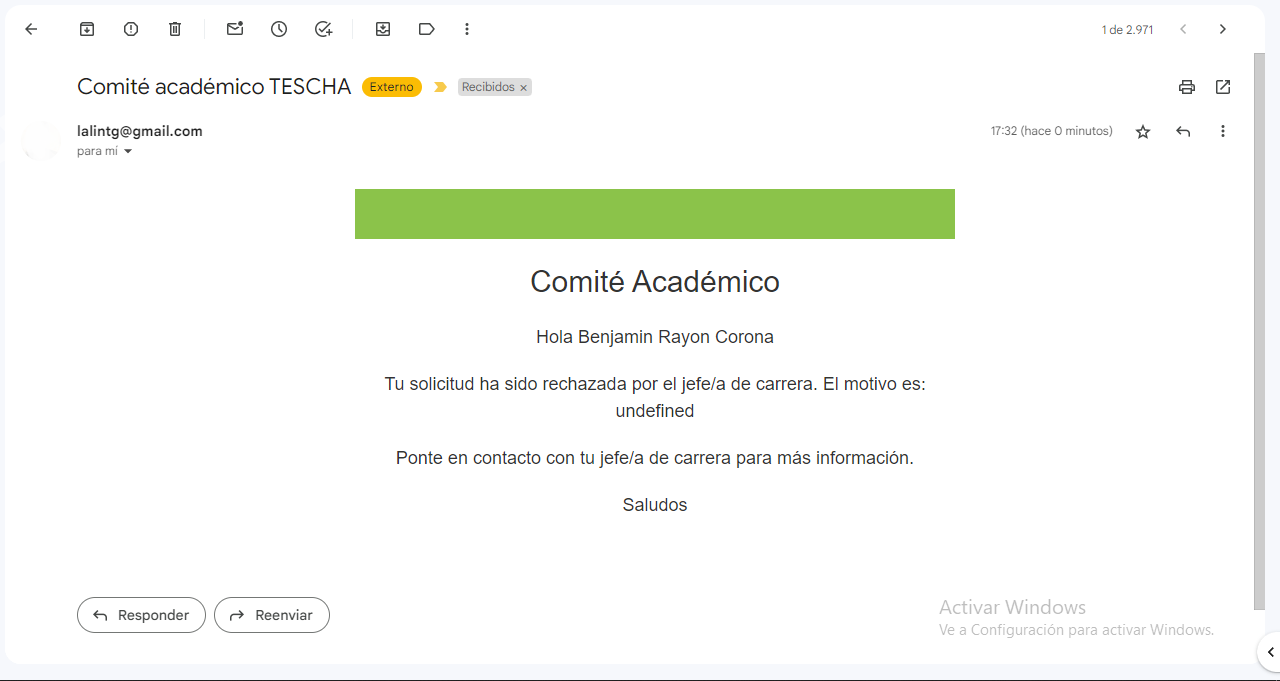 1 de 2.971
Comité académico TESCHA Externo Recibidos ×
lalintg@gmail.com 17:32 (hace 0 minutos)
para mí
Comité Académico
Hola Benjamin Rayon Corona
Tu solicitud ha sido rechazada por el jefe/a de carrera. El motivo es:
undefined
Ponte en contacto con tu jefe/a de carrera para más información.
Saludos
Responder Reenviar
Activar Windows
Ve a Configuración para activar Windows.